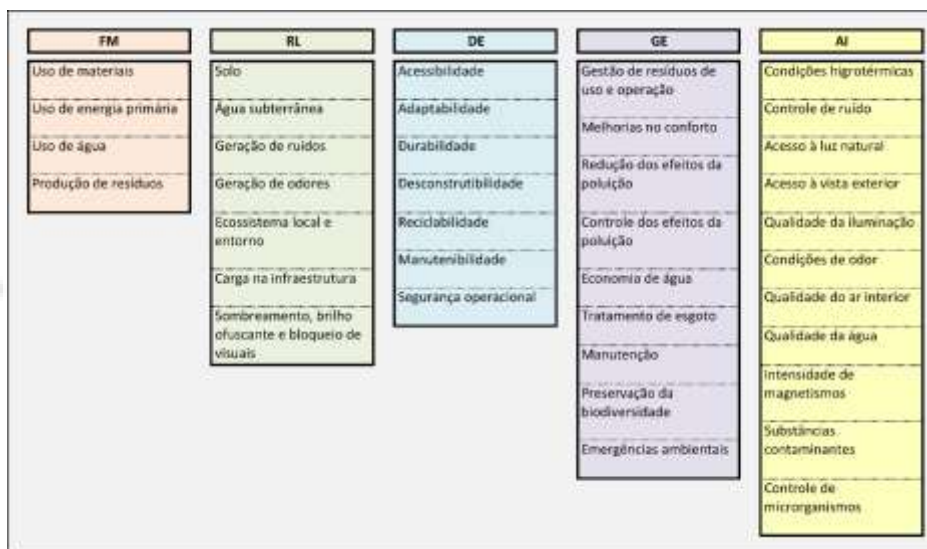 FM
Uso de materiais
Uso de energia primária
Uso de água
Produção de resíduos
RL
Solo
Água subterrânea
Geração de ruídos
Geração de odores
Ecossistema local e
entorno
Carga na infraestrutura
Sombreamento, brilho
ofuscante e bloqueio de
visuais
DE
Acessibilidade
Adaptabilidade
Durabilidade
Desconstrutibilidade
Reciclabilidade
Manutenibilidade
Segurança operacional
GE
Gestão de resíduos de
uso e operação
Melhorias no conforto
Redução dos efeitos da
poluição
Controle dos efeitos da
poluição
Economia de água
Tratamento de esgoto
Manutenção
Preservação da
biodiversidade
Emergências ambientais
AI
Condições higrotérmicas
Controle de ruído
Acesso à luz natural
Acesso à vista exterior
Qualidade da iluminação
Condições de odor
Qualidade do ar interior
Qualidade da água
Intensidade de
magnetismos
Substâncias
contaminantes
Controle de
microrganismos